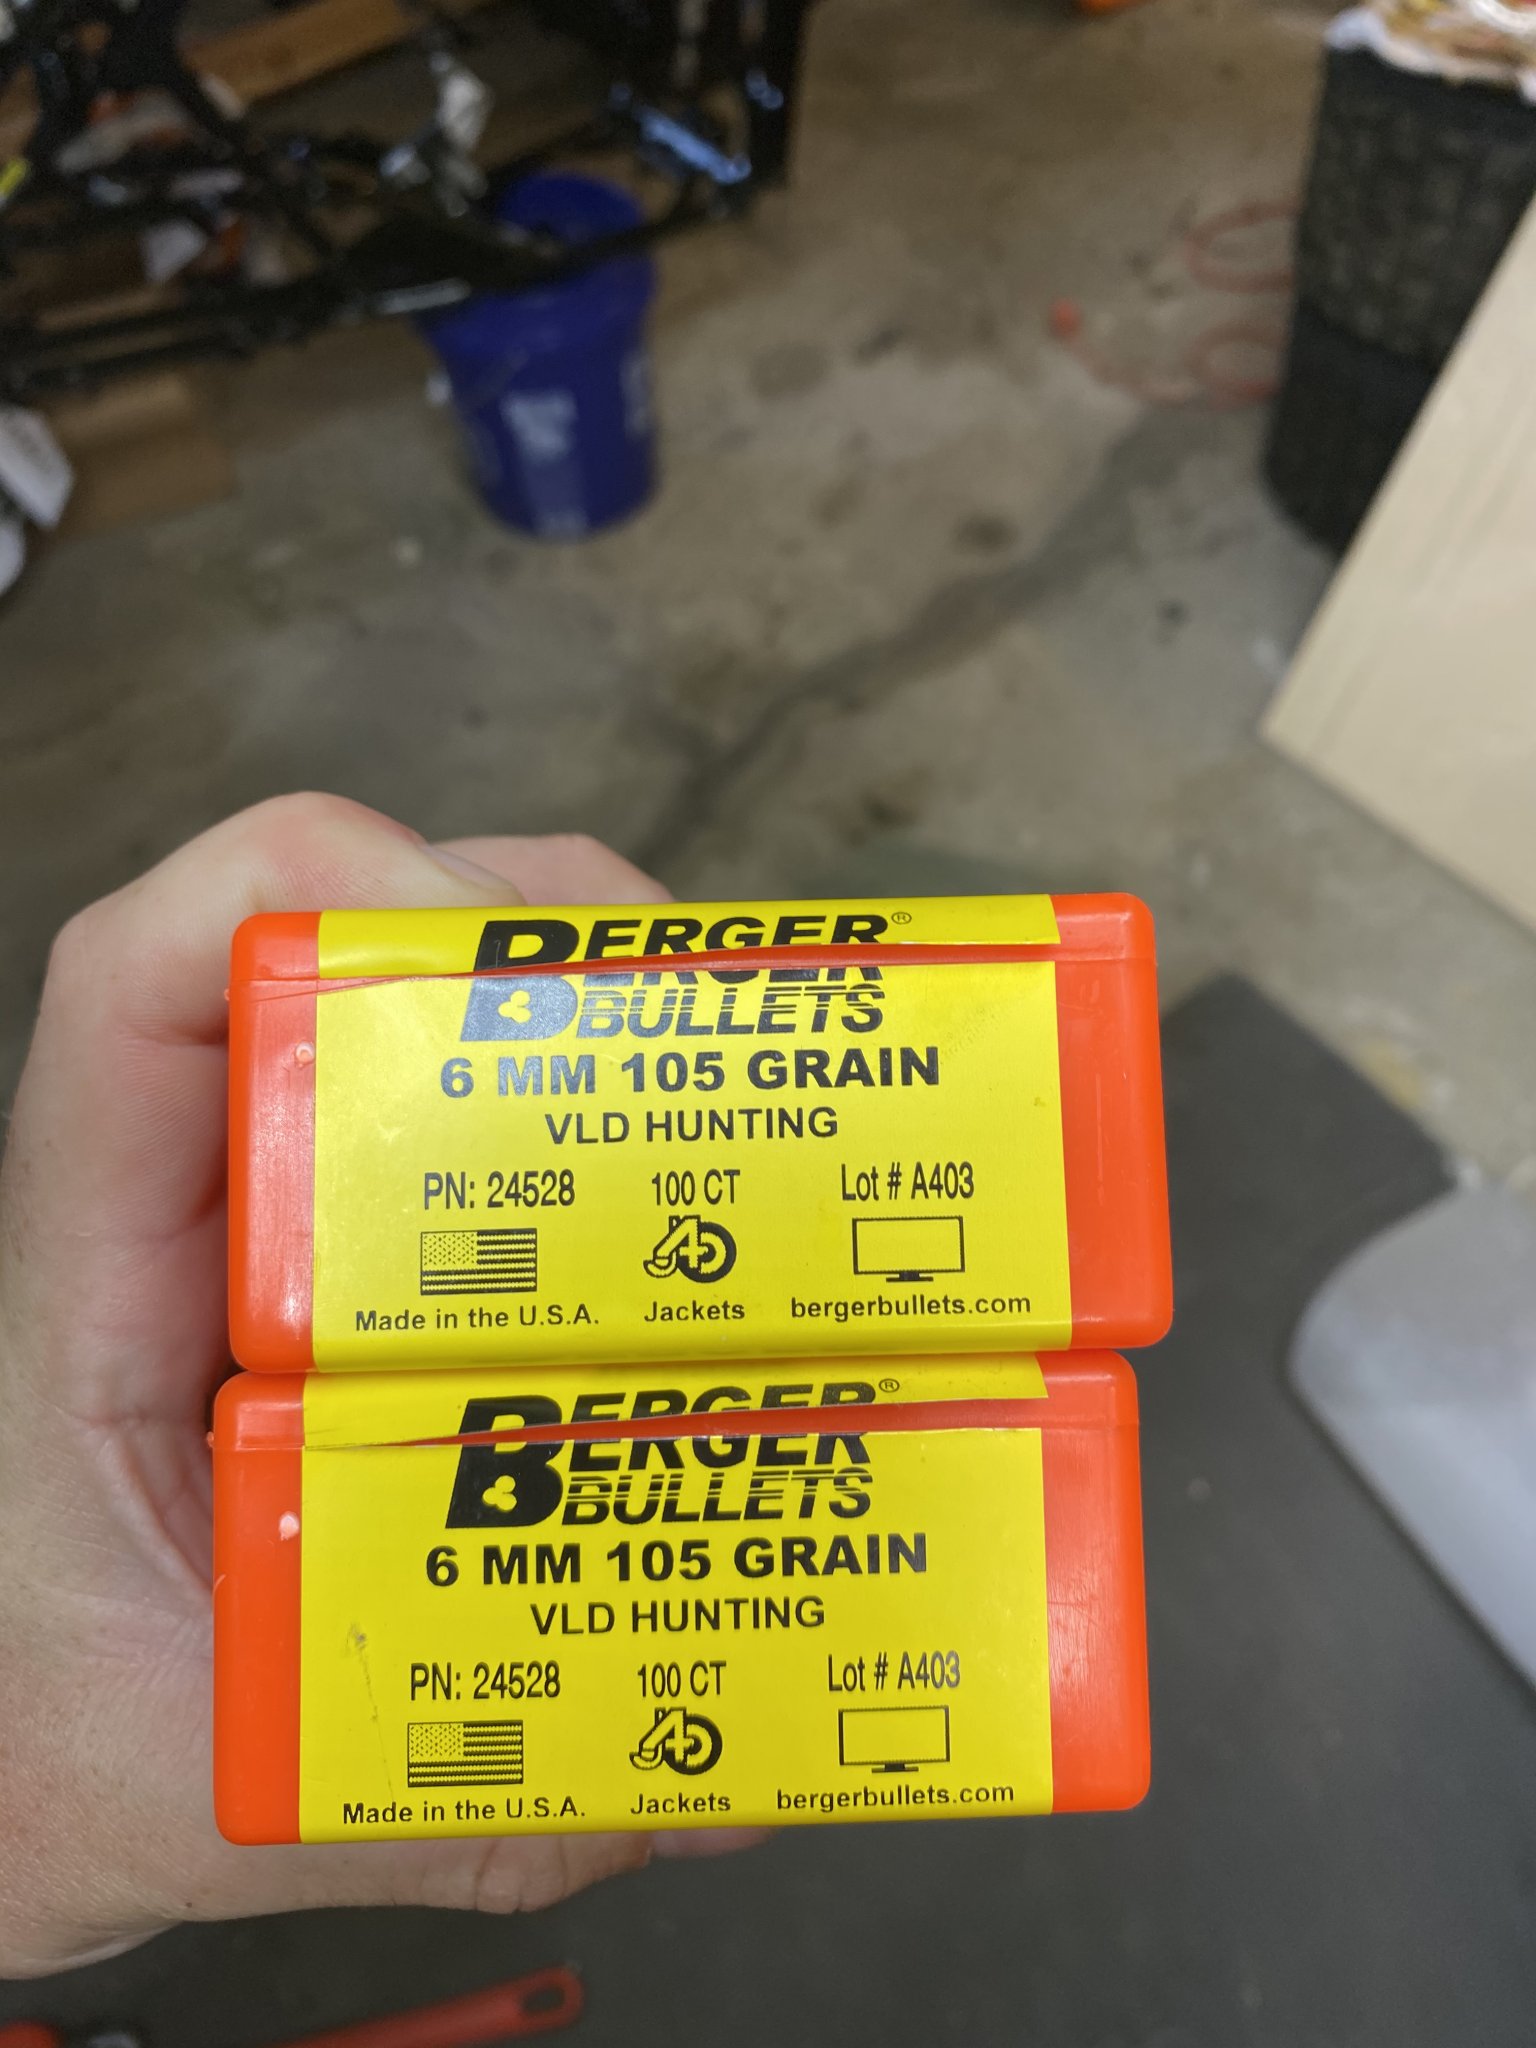 BERGER®
BULLETS
6 MM 105 GRAIN
VLD HUNTING
PN: 24528 100 CT Lot # A403
J4
Made in the U.S.A. Jackets bergerbullets.com
BERGER®
BULLETS
6 MM 105 GRAIN
VLD HUNTING
PN: 24528 100 CT Lot # A403
J4
Made in the U.S.A. Jackets bergerbullets.com